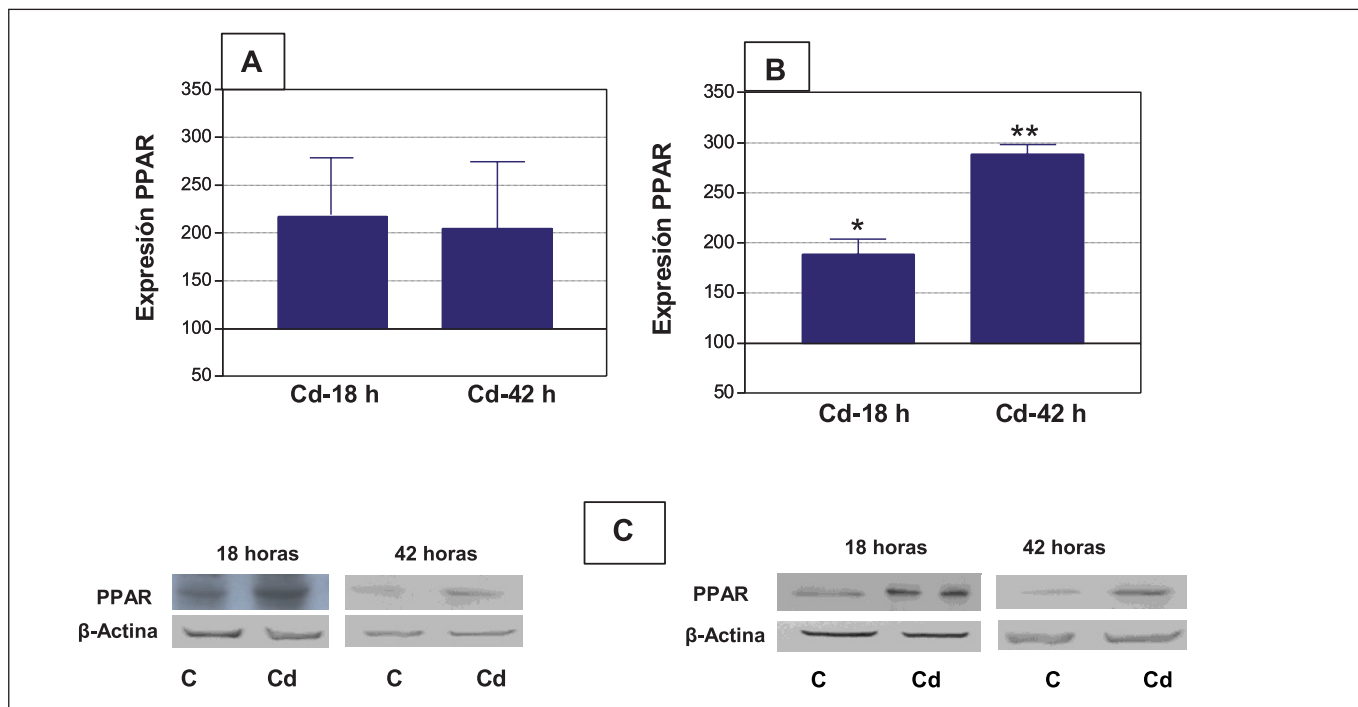 A
350
300
250
200
150
100
50
Expresión PPAR
Cd-18 h
Cd-42 h
B
350
300
250
200
150
100
50
Expresión PPAR
*
**
Cd-18 h
Cd-42 h
C
18 horas
42 horas
PPAR
β-Actina
C
Cd
C
Cd
18 horas
42 horas
PPAR
β-Actina
C
Cd
C
Cd